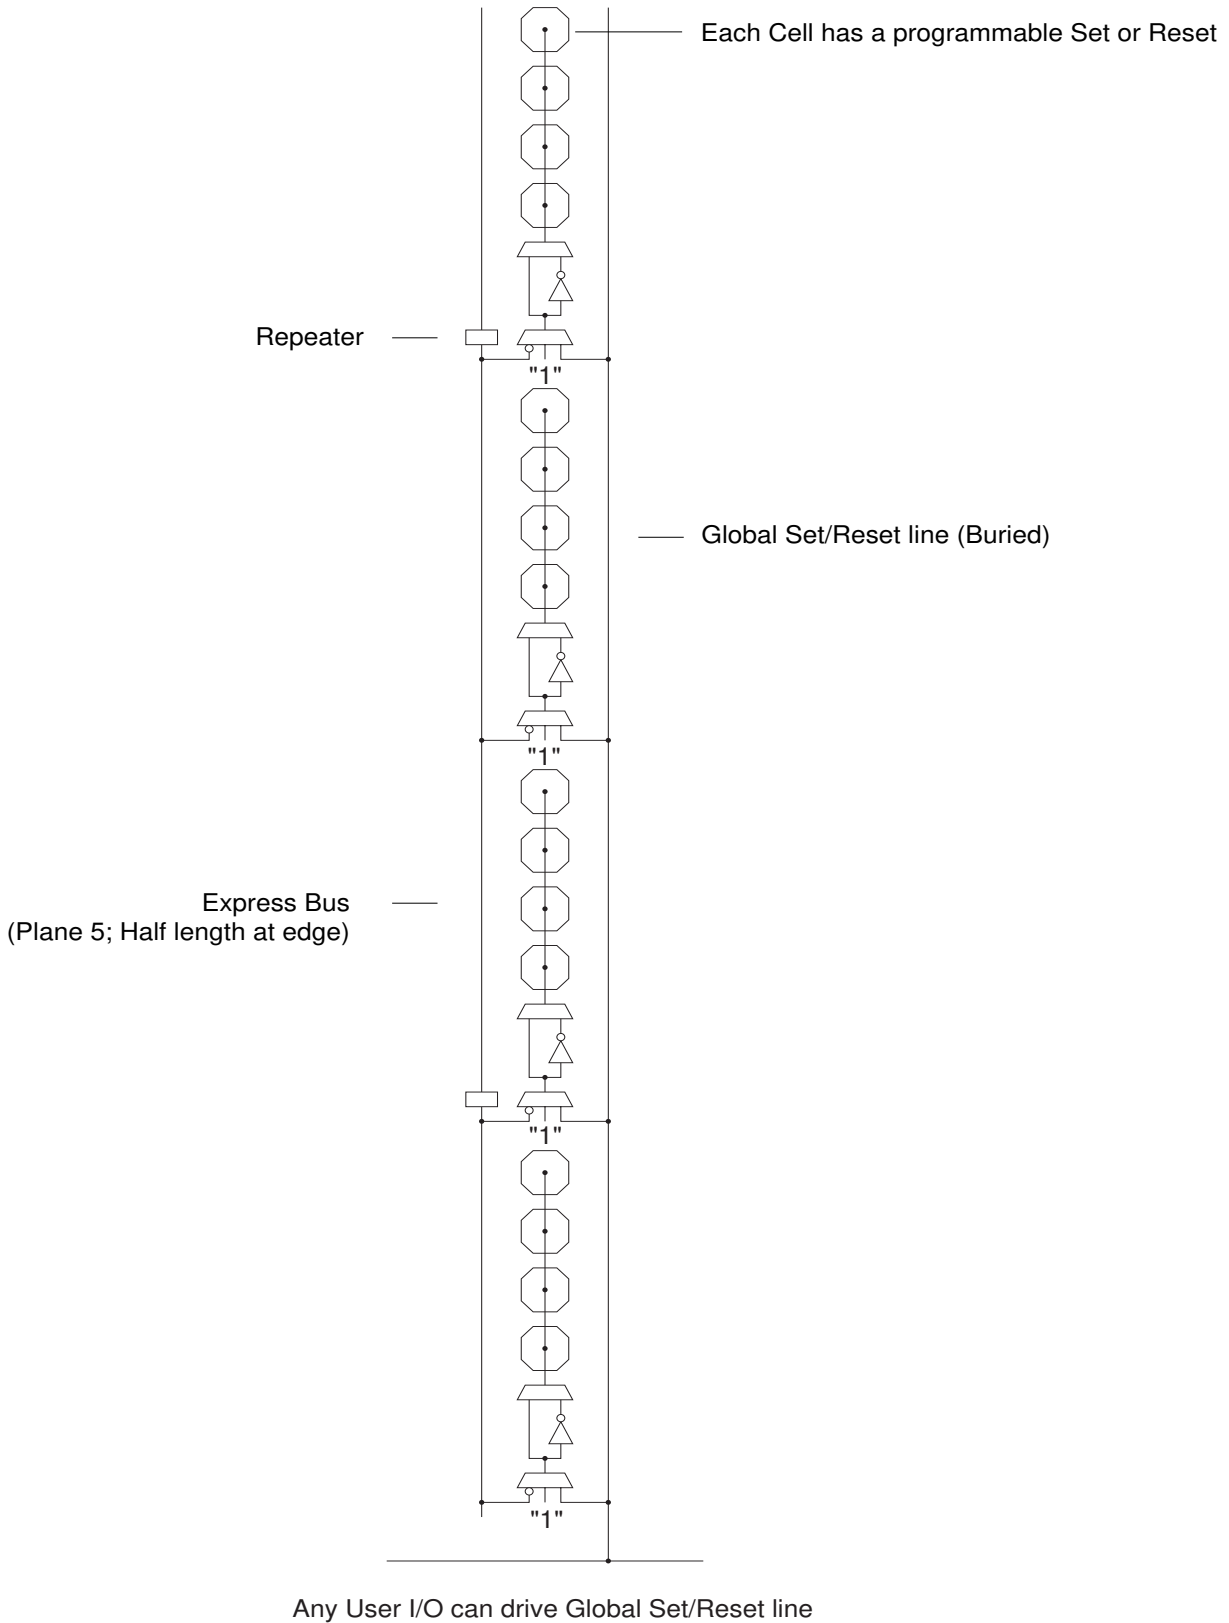 Each Cell has a programmable Set or Reset
Repeater
"1"
Global Set/Reset line (Buried)
"1"
Express Bus
(Plane 5; Half length at edge)
"1"
"1"
Any User I/O can drive Global Set/Reset line